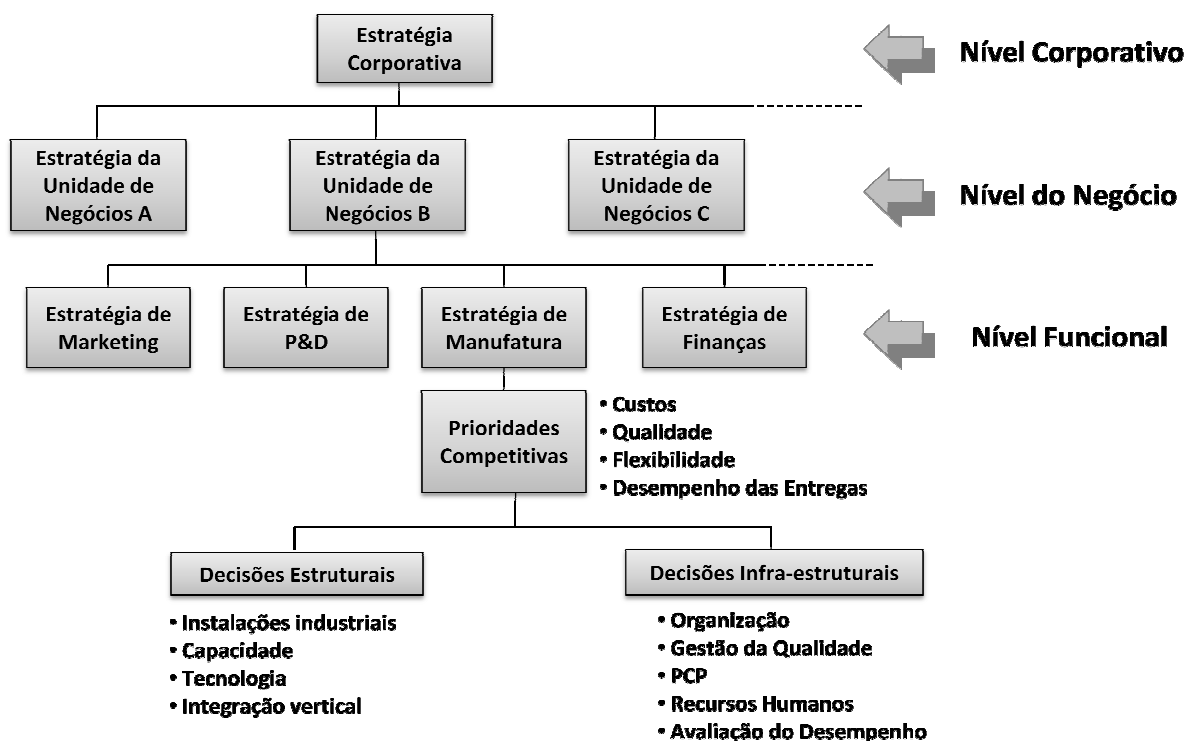 Estratégia
Corporativa
Nível Corporativo
Estratégia da
Unidade de
Negócios A
Estratégia da
Unidade de
Negócios B
Estratégia da
Unidade de
Negócios C
Nível do Negócio
Estratégia de
Marketing
Estratégia de
P&D
Estratégia de
Manufatura
Estratégia de
Finanças
Nível Funcional
Prioridades
Competitivas
• Custos
• Qualidade
• Flexibilidade
• Desempenho das Entregas
Decisões Estruturais
• Instalações industriais
• Capacidade
• Tecnologia
• Integração vertical
Decisões Infra-estruturais
• Organização
• Gestão da Qualidade
• PCP
• Recursos Humanos
• Avaliação do Desempenho